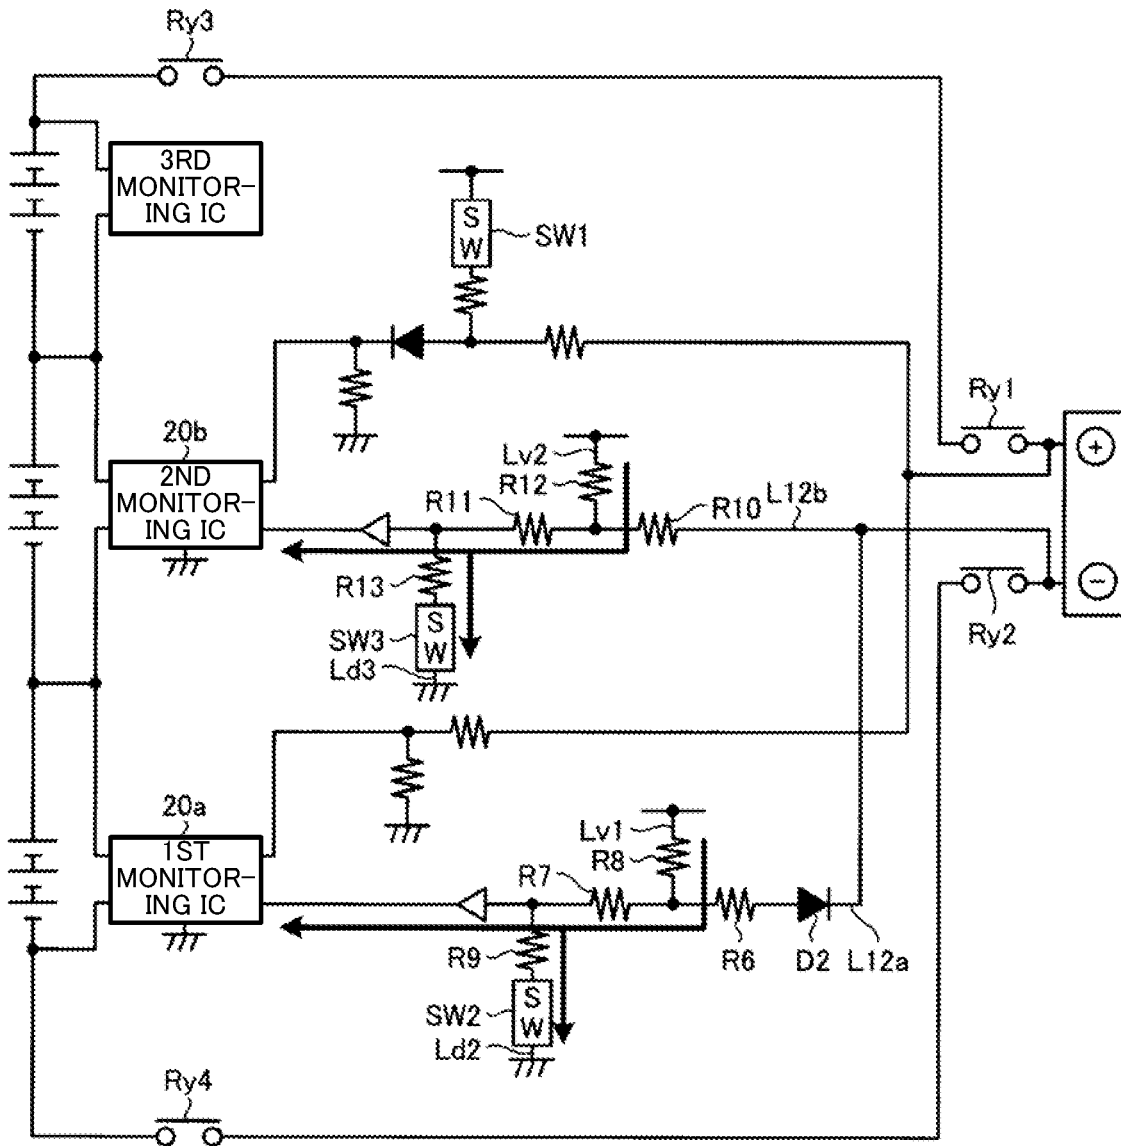 Ry3
3RD
MONITOR-
ING IC
S
W
SW1
Ry1
+
20b
2ND
MONITOR-
ING IC
Lv2
R12
R11
R10
L12b
R13
S
W
SW3
Ld3
−
Ry2
20a
1ST
MONITOR-
ING IC
Lv1
R8
R7
R9
R6
D2
L12a
S
W
SW2
Ld2
Ry4